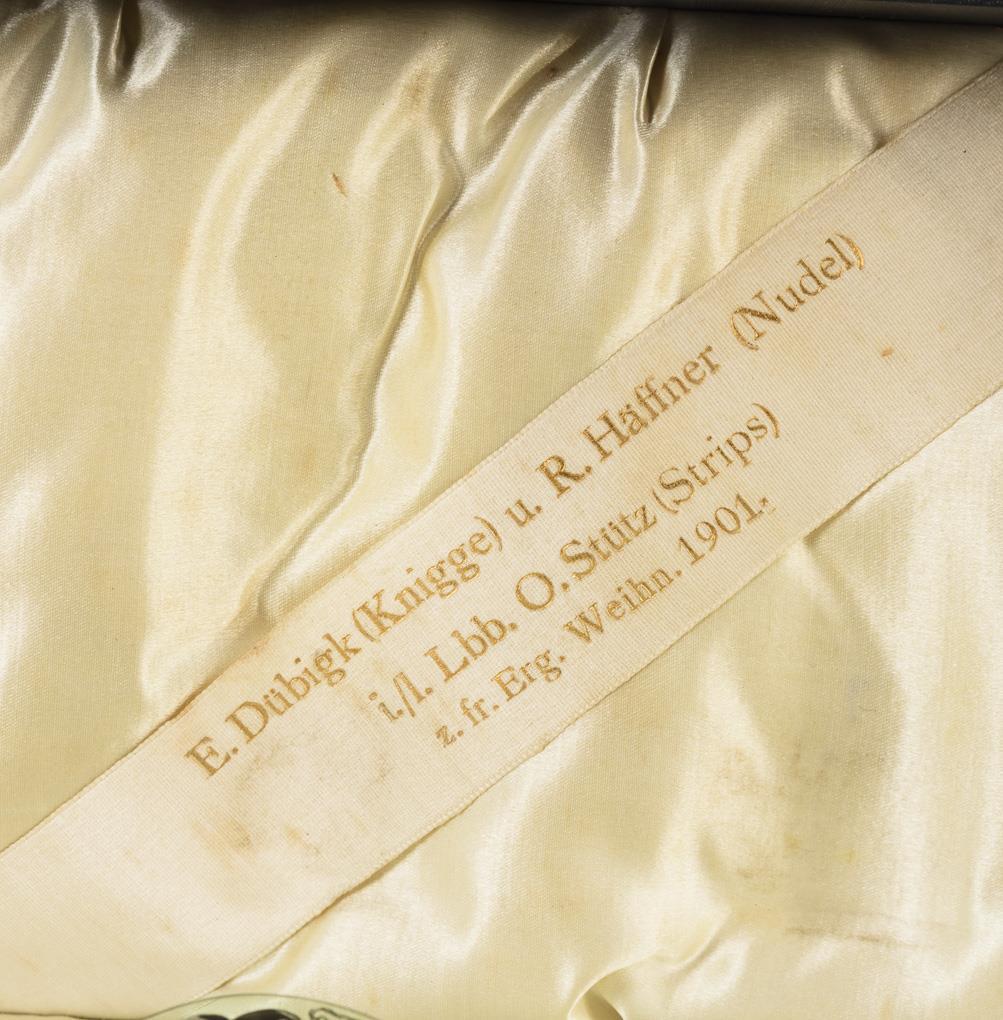 E. Dübigk (Knigge) u. R. Häffner (Nudel)
i./l. Lbb. O. Stütz (Strips)
z. fr. Erg. Weihn. 1901.